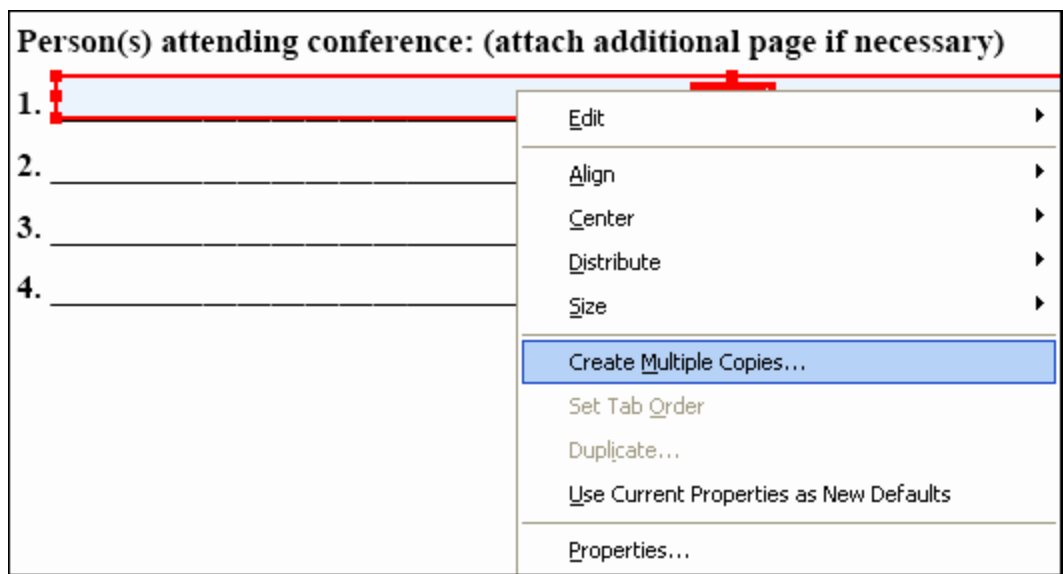 Person(s) attending conference: (attach additional page if necessary)
1.
2.
3.
4.
Edit
Align
Center
Distribute
Size
Create Multiple Copies...
Set Tab Order
Duplicate...
Use Current Properties as New Defaults
Properties...